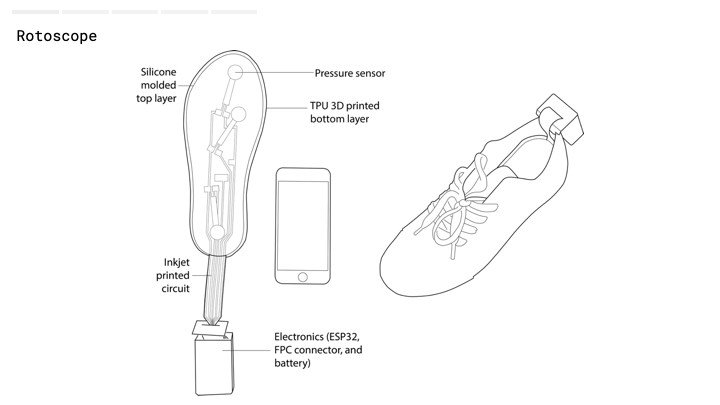 Rotoscope
Silicone
molded
top layer
Pressure sensor
TPU 3D printed
bottom layer
Inkjet
printed
circuit
Electronics (ESP32,
FPC connector, and
battery)